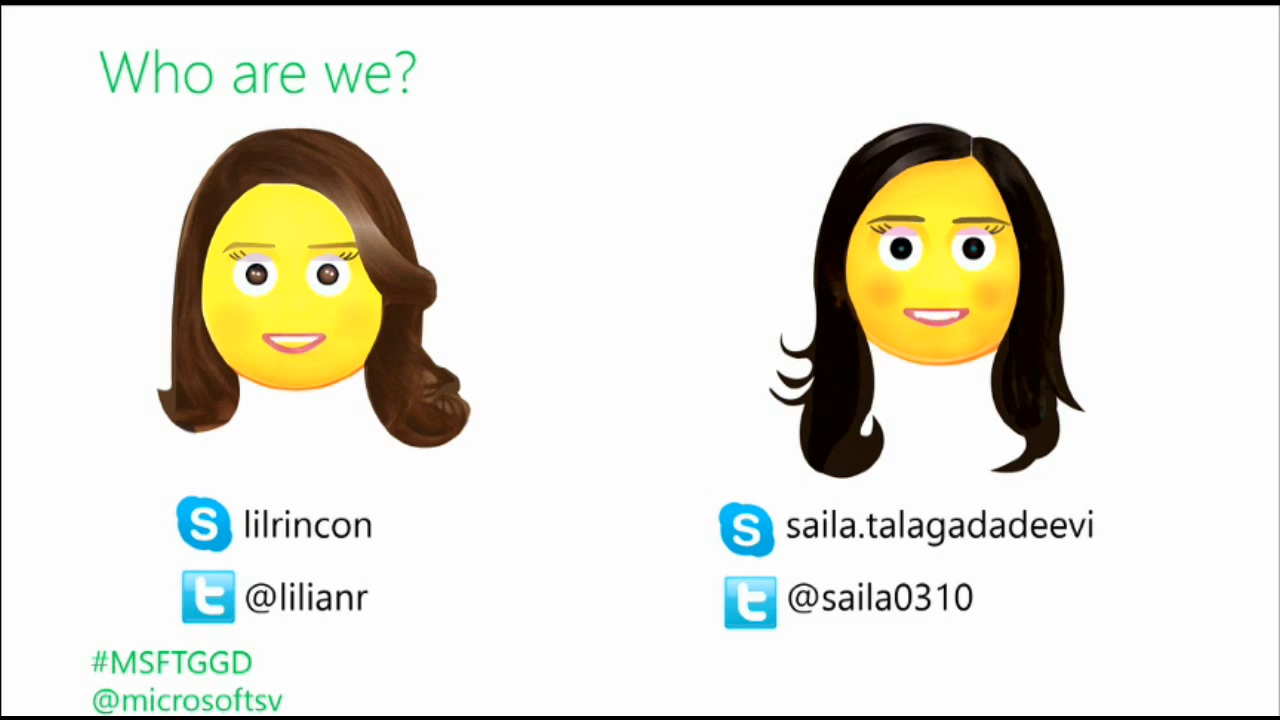 Who are we?
S lilrincon
S saila.talagadadeevi
t @lilianr
t @saila0310
#MSFTGGD
@microsoftsv